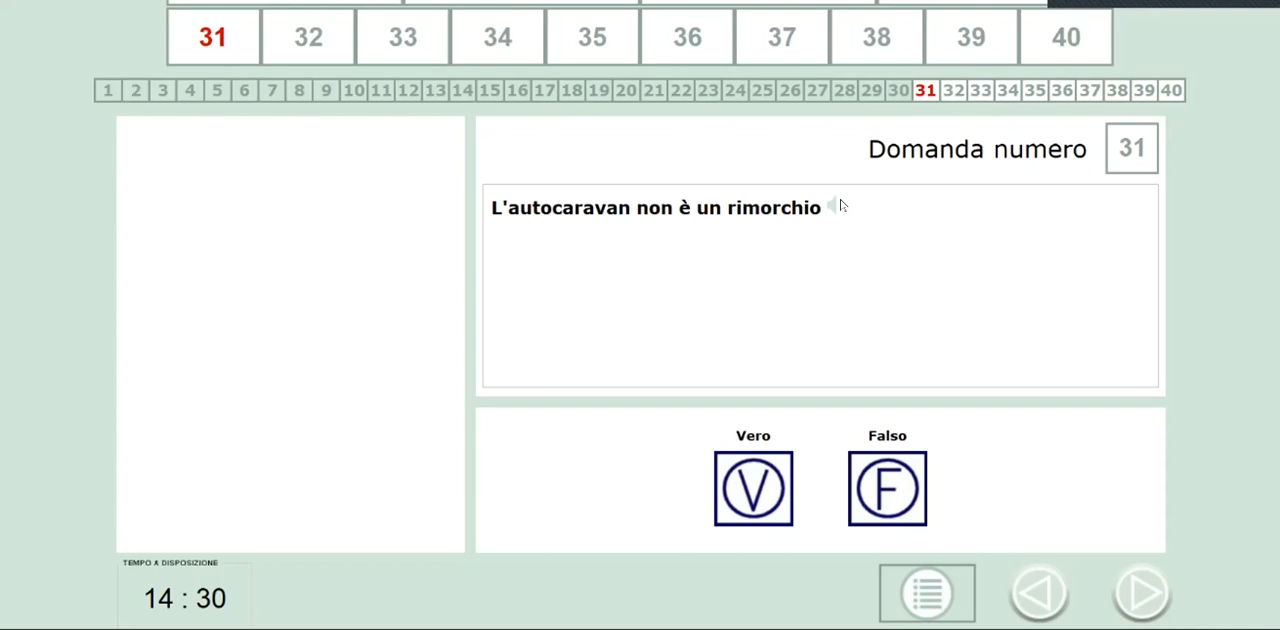 31 32 33 34 35 36 37 38 39 40
1 2 3 4 5 6 7 8 9 10 11 12 13 14 15 16 17 18 19 20 21 22 23 24 25 26 27 28 29 30 31 32 33 34 35 36 37 38 39 40
Domanda numero 31
L'autocaravan non è un rimorchio
Vero Falso
V F
TEMPO A DISPOSIZIONE
14 : 30